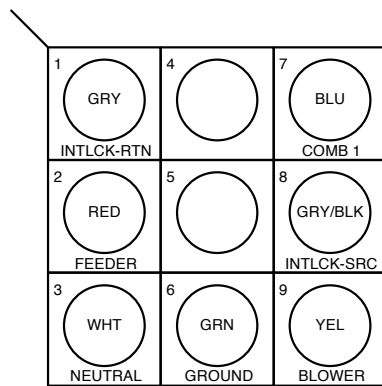 1 4 7
GRY BLU
INTLCK-RTN COMB 1
2 5 8
RED GRY/BLK
FEEDER INTLCK-SRC
3 6 9
WHT GRN YEL
NEUTRAL GROUND BLOWER